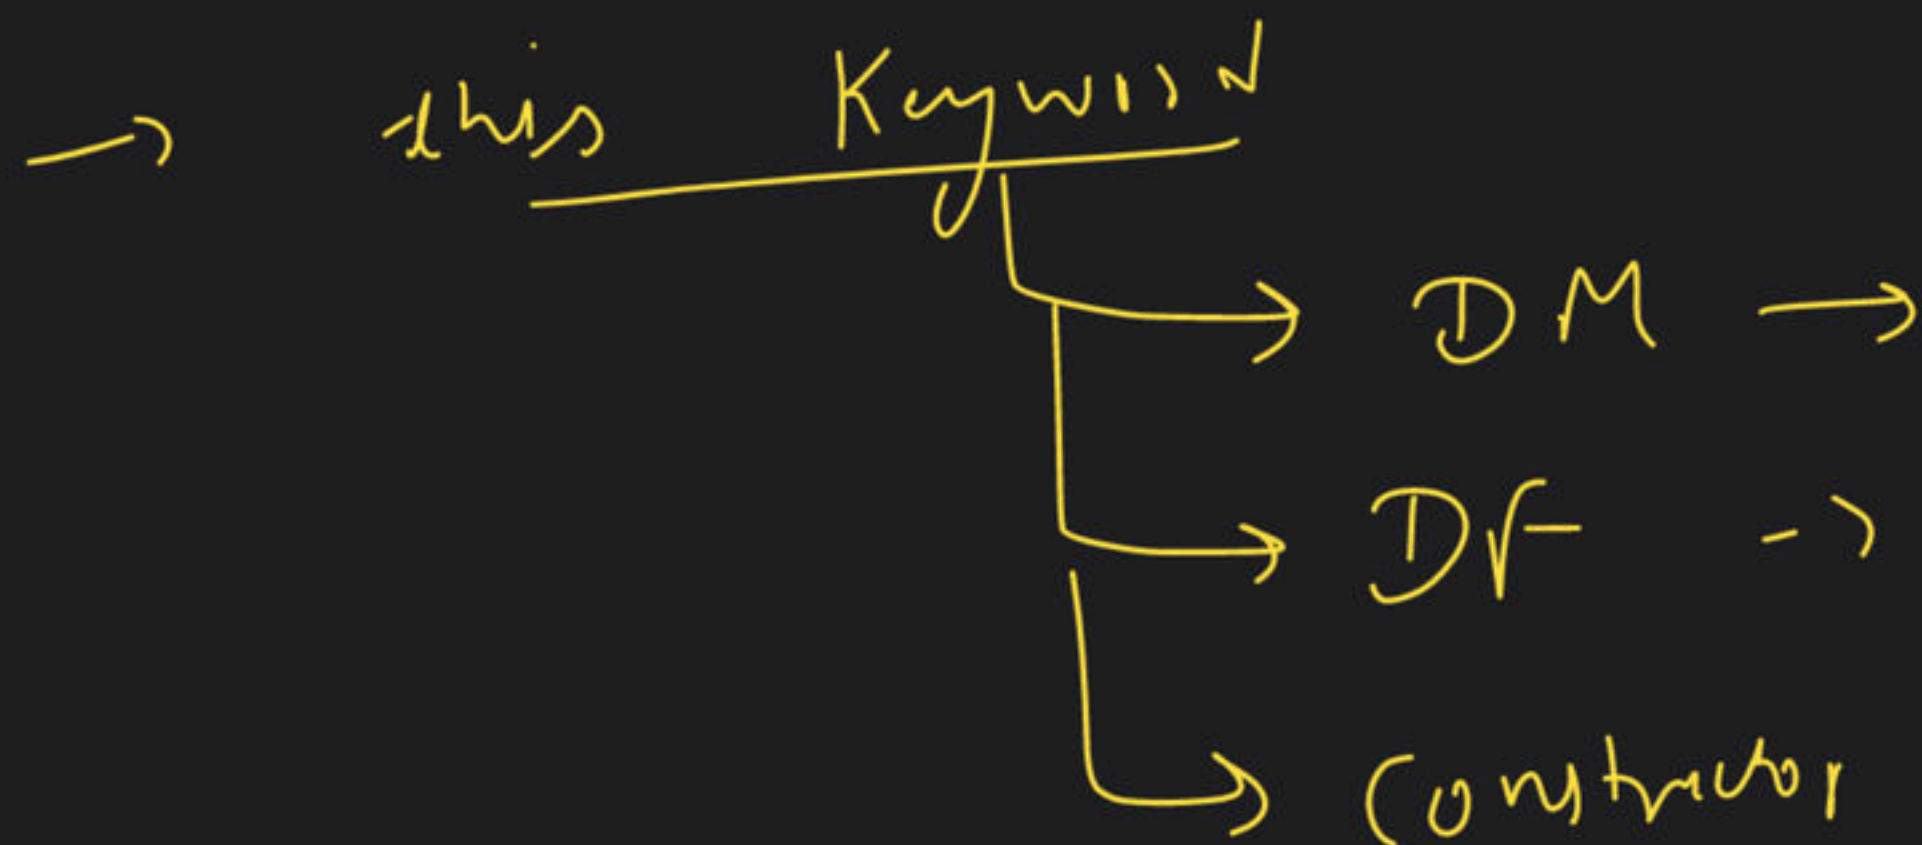 → this Keyword
→ DM →
→ DF →
→ Constructor